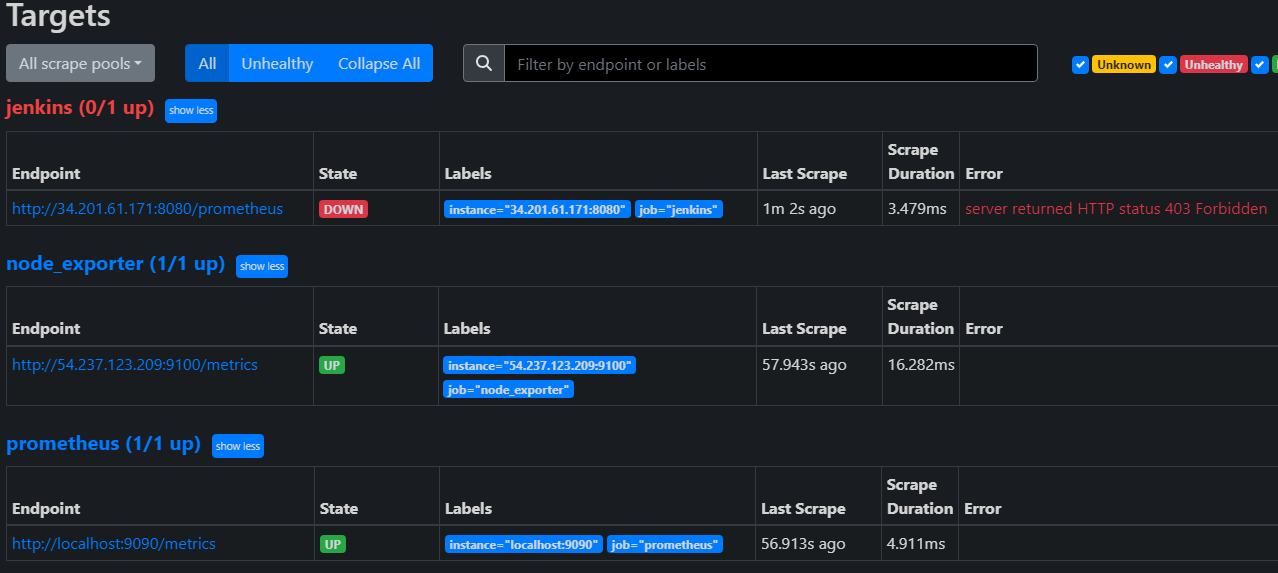 Targets
All scrape pools All Unhealthy Collapse All Filter by endpoint or labels Unknown Unhealthy
jenkins (0/1 up) show less
Endpoint State Labels Last Scrape Scrape Duration Error
http://34.201.61.171:8080/prometheus DOWN instance="34.201.61.171:8080" job="jenkins" 1m 2s ago 3.479ms server returned HTTP status 403 Forbidden
node_exporter (1/1 up) show less
Endpoint State Labels Last Scrape Scrape Duration Error
http://54.237.123.209:9100/metrics UP instance="54.237.123.209:9100" 57.943s ago 16.282ms
job="node_exporter"
prometheus (1/1 up) show less
Endpoint State Labels Last Scrape Scrape Duration Error
http://localhost:9090/metrics UP instance="localhost:9090" job="prometheus" 56.913s ago 4.911ms